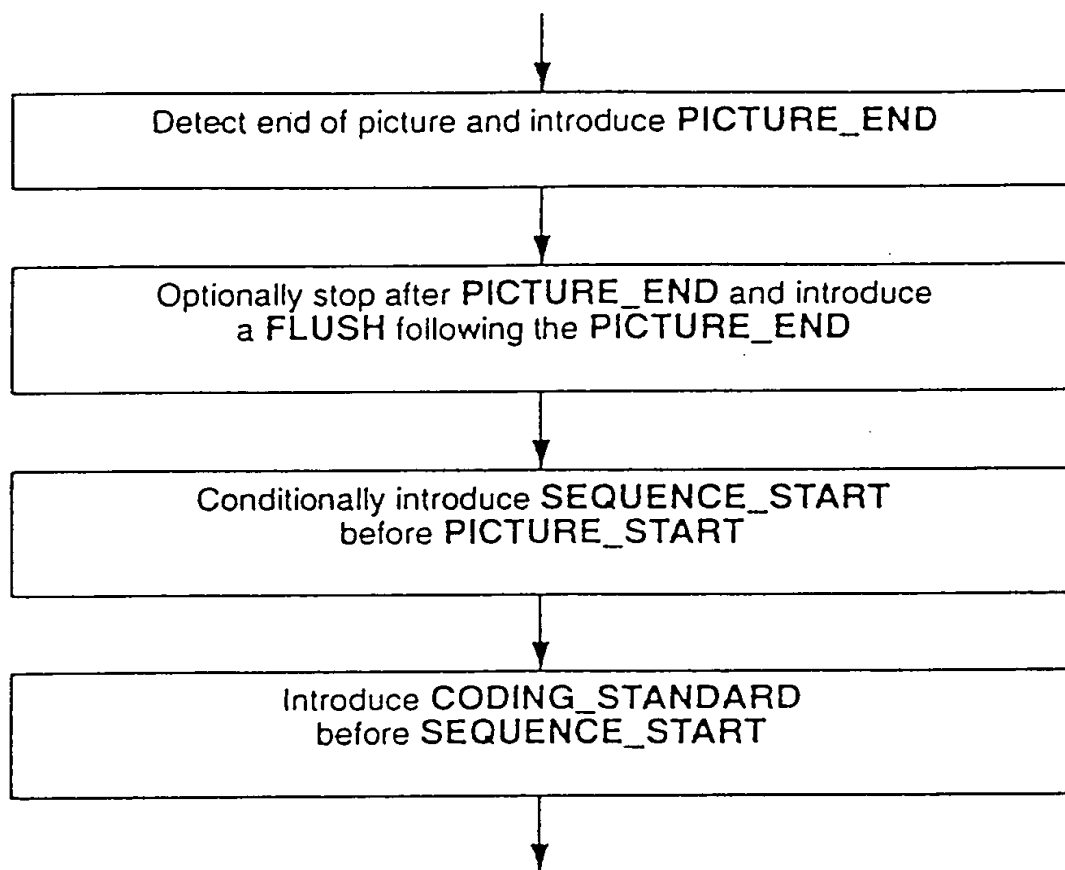 Detect end of picture and introduce PICTURE_END
Optionally stop after PICTURE_END and introduce
a FLUSH following the PICTURE_END
Conditionally introduce SEQUENCE_START
before PICTURE_START
Introduce CODING_STANDARD
before SEQUENCE_START